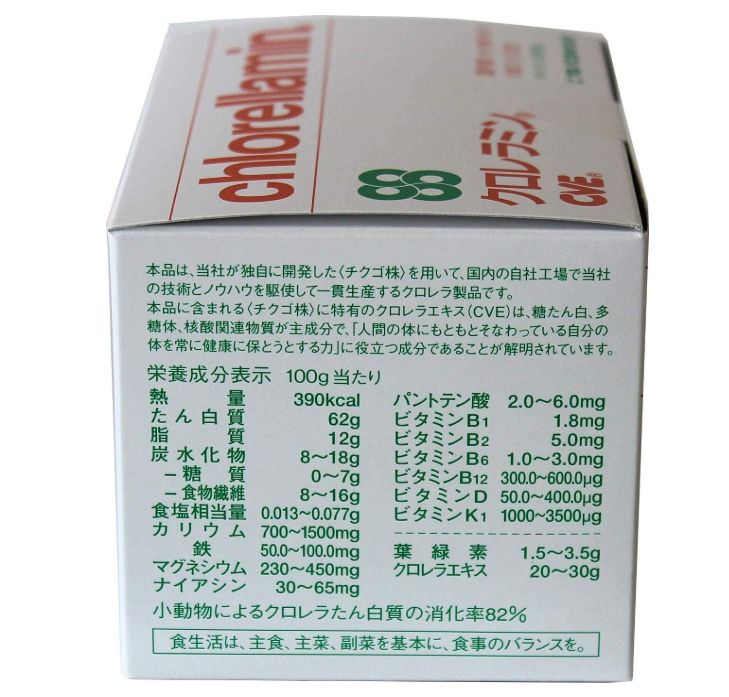 chlorellamin®
クロレラミン®
CVE®
本品は、当社が独自に開発した〈チクゴ株〉を用いて、国内の自社工場で当社
の技術とノウハウを駆使して一貫生産するクロレラ製品です。
本品に含まれる〈チクゴ株〉に特有のクロレラエキス(CVE)は、糖たん白、多
糖体、核酸関連物質が主成分で、「人間の体にもともとそなわっている自分の
体を常に健康に保とうとする力」に役立つ成分であることが解明されています。
栄養成分表示 100g当たり
熱量 390kcal
たん白質 62g
脂質 12g
炭水化物 8〜18g
−糖質 0〜7g
−食物繊維 8〜16g
食塩相当量 0.013〜0.077g
カリウム 700〜1500mg
鉄 50.0〜100.0mg
マグネシウム 230〜450mg
ナイアシン 30〜65mg
パントテン酸 2.0〜6.0mg
ビタミンB1 1.8mg
ビタミンB2 5.0mg
ビタミンB6 1.0〜3.0mg
ビタミンB12 300.0〜600.0μg
ビタミンD 50.0〜400.0μg
ビタミンK1 1000〜3500μg
葉緑素 1.5〜3.5g
クロレラエキス 20〜30g
小動物によるクロレラたん白質の消化率82%
食生活は、主食、主菜、副菜を基本に、食事のバランスを。